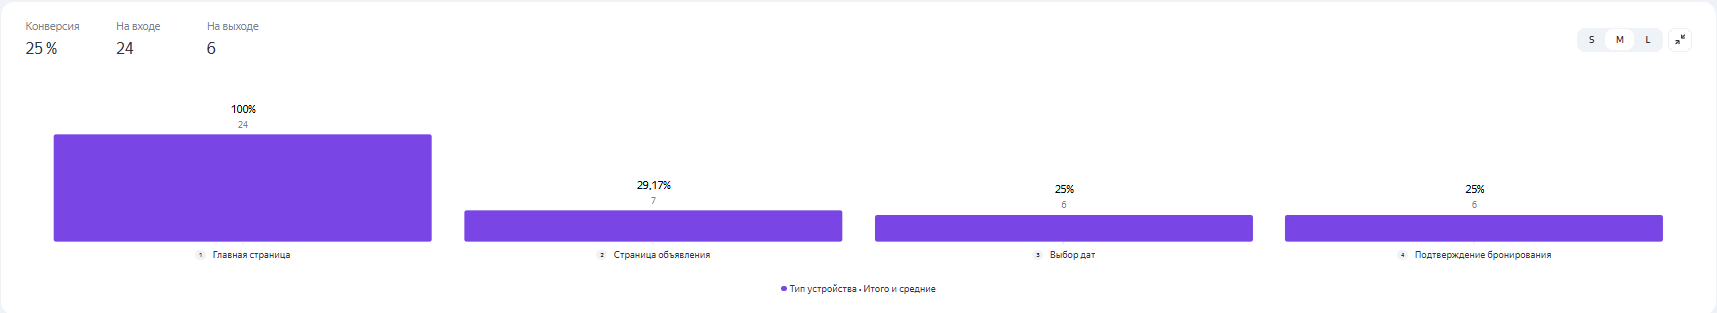 Конверсия На входе На выходе
25 % 24 6
S M L
100%
24
29,17%
7
25%
6
25%
6
1 Главная страница
2 Страница объявления
3 Выбор дат
4 Подтверждение бронирования
Тип устройства • Итого и средние